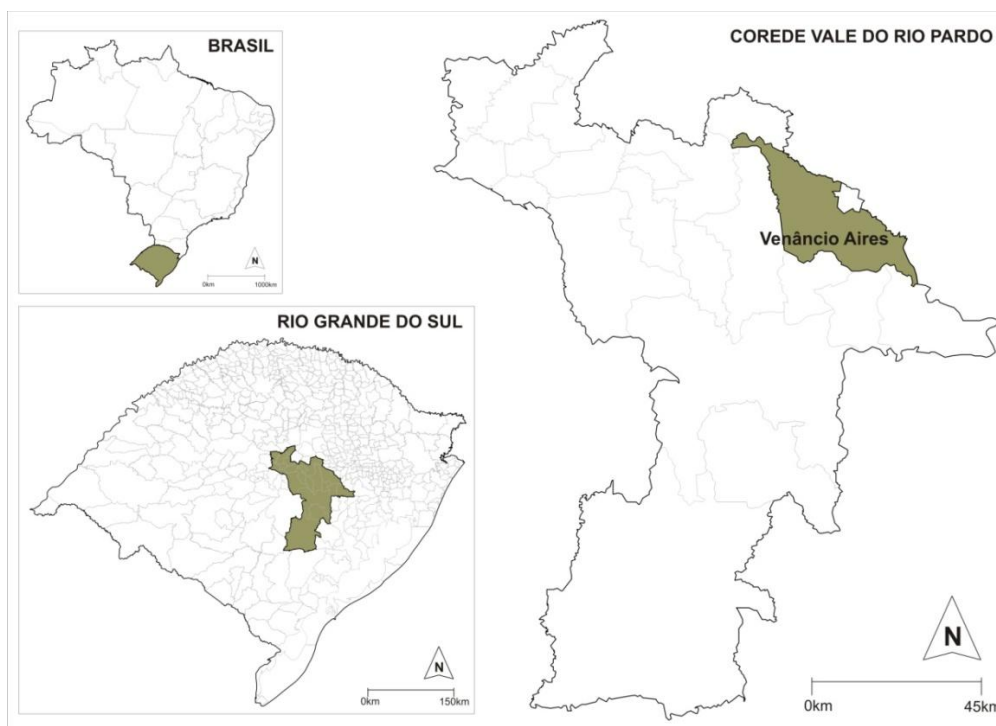 BRASIL
N
0km 1000km
RIO GRANDE DO SUL
N
0km 150km
COREDE VALE DO RIO PARDO
Venâncio Aires
N
0km 45km